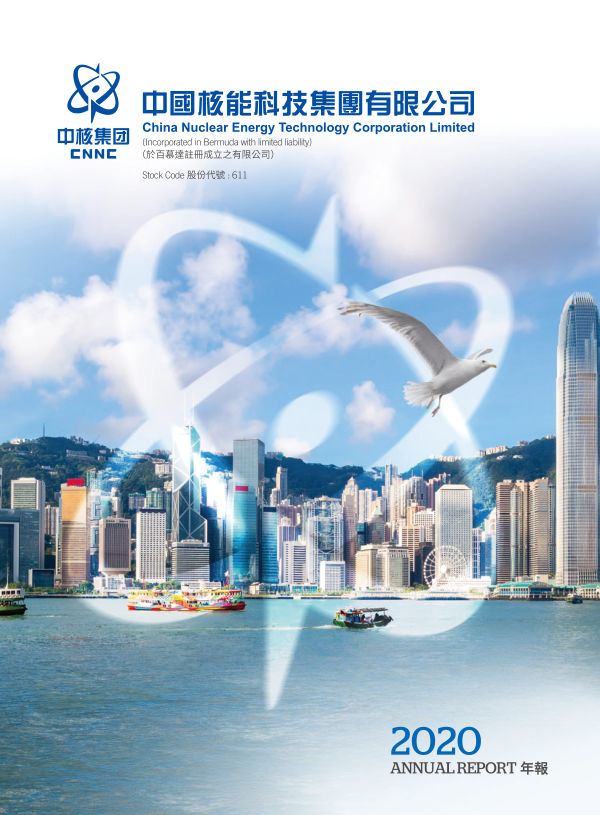 中核集团
CNNC
中國核能科技集團有限公司
China Nuclear Energy Technology Corporation Limited
(Incorporated in Bermuda with limited liability)
(於百慕達註冊成立之有限公司)
Stock Code 股份代號 : 611
2020
ANNUAL REPORT 年報